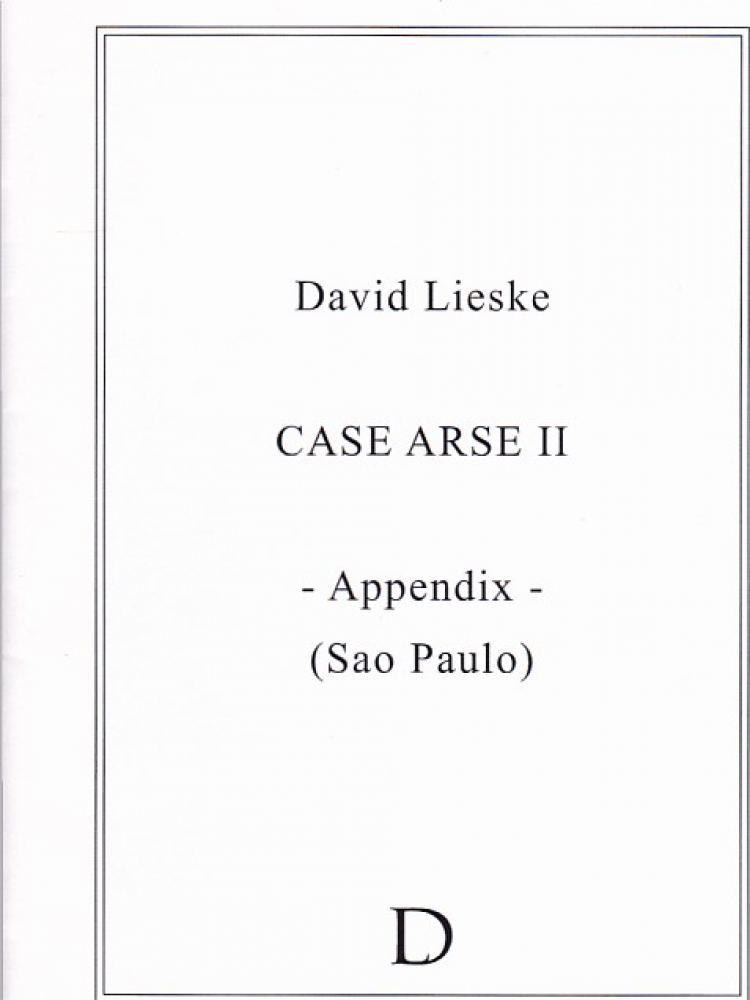 David Lieske
CASE ARSE II
- Appendix -
(Sao Paulo)
D